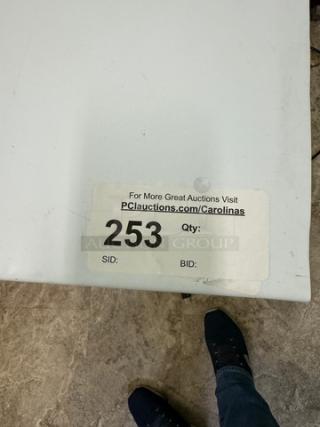 For More Great Auctions Visit
PCIauctions.com/Carolinas
253 Qty:
SID: BID: